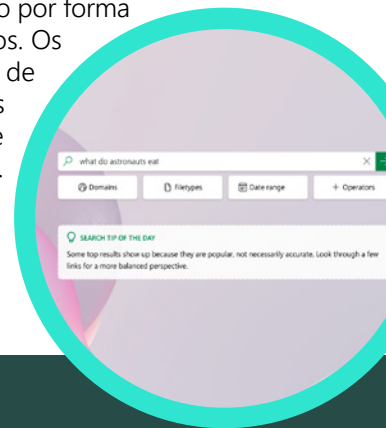 o por forma
os. Os
de
s
e
.
what do astronauts eat
Domains
Filetypes
Date range
+ Operators
SEARCH TIP OF THE DAY
Some top results show up because they are popular, not necessarily accurate. Look through a few
links for a more balanced perspective.